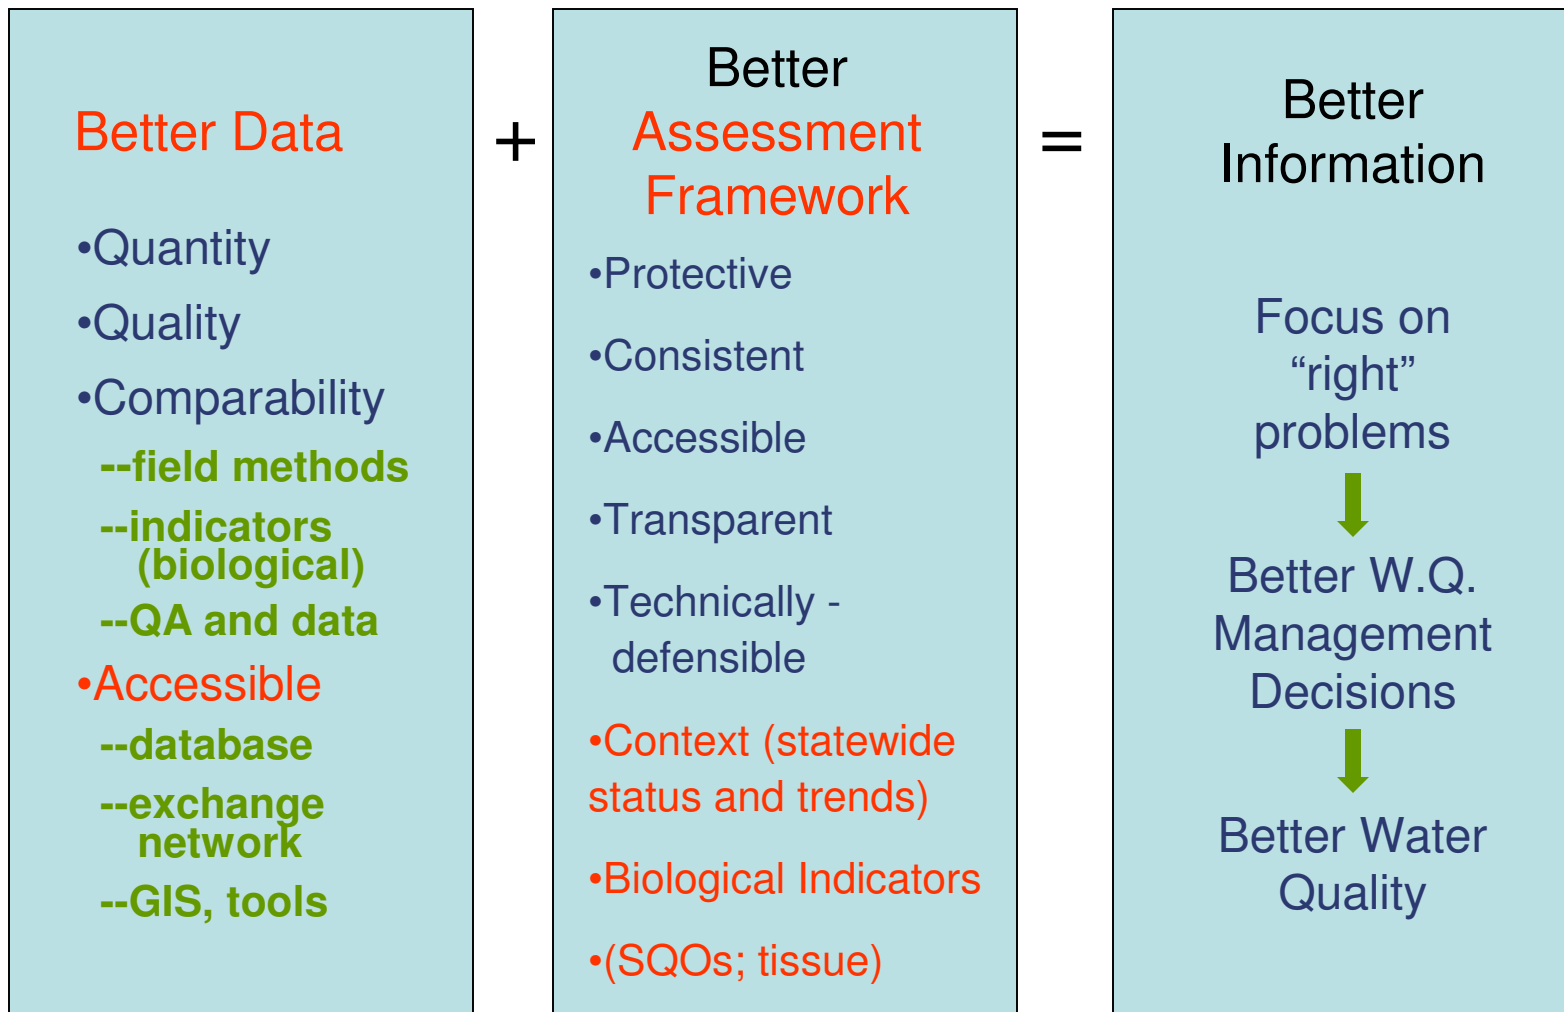 Better Data
•Quantity
•Quality
•Comparability
--field methods
--indicators
(biological)
--QA and data
•Accessible
--database
--exchange
network
--GIS, tools
+
Better
Assessment
Framework
•Protective
•Consistent
•Accessible
•Transparent
•Technically -
defensible
•Context (statewide
status and trends)
•Biological Indicators
•(SQOs; tissue)
=
Better
Information
Focus on
“right”
problems
Better W.Q.
Management
Decisions
Better Water
Quality